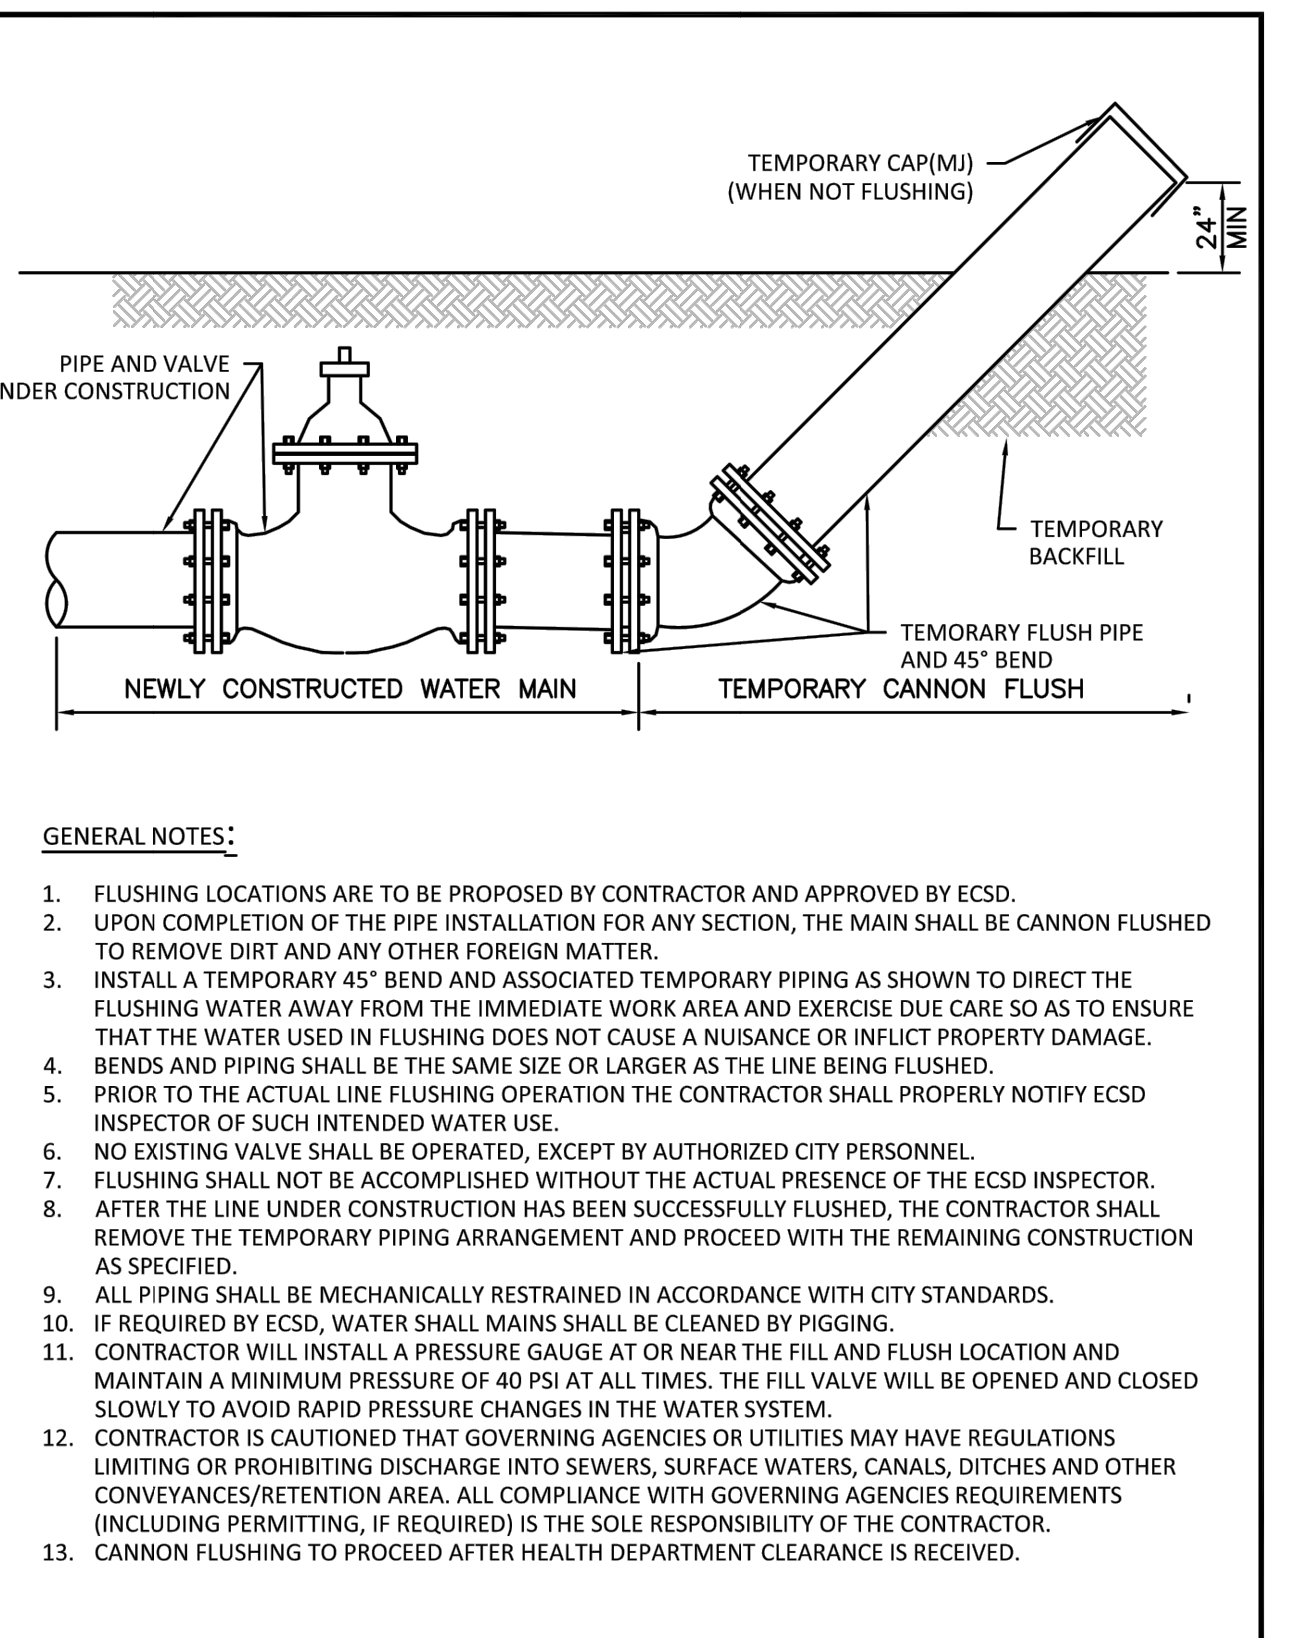 TEMPORARY CAP(MJ)
(WHEN NOT FLUSHING)
24"
MIN
PIPE AND VALVE
NDER CONSTRUCTION
TEMPORARY
BACKFILL
TEMORARY FLUSH PIPE
AND 45° BEND
NEWLY CONSTRUCTED WATER MAIN
TEMPORARY CANNON FLUSH
GENERAL NOTES:
1. FLUSHING LOCATIONS ARE TO BE PROPOSED BY CONTRACTOR AND APPROVED BY ECSD.
2. UPON COMPLETION OF THE PIPE INSTALLATION FOR ANY SECTION, THE MAIN SHALL BE CANNON FLUSHED
TO REMOVE DIRT AND ANY OTHER FOREIGN MATTER.
3. INSTALL A TEMPORARY 45° BEND AND ASSOCIATED TEMPORARY PIPING AS SHOWN TO DIRECT THE
FLUSHING WATER AWAY FROM THE IMMEDIATE WORK AREA AND EXERCISE DUE CARE SO AS TO ENSURE
THAT THE WATER USED IN FLUSHING DOES NOT CAUSE A NUISANCE OR INFLICT PROPERTY DAMAGE.
4. BENDS AND PIPING SHALL BE THE SAME SIZE OR LARGER AS THE LINE BEING FLUSHED.
5. PRIOR TO THE ACTUAL LINE FLUSHING OPERATION THE CONTRACTOR SHALL PROPERLY NOTIFY ECSD
INSPECTOR OF SUCH INTENDED WATER USE.
6. NO EXISTING VALVE SHALL BE OPERATED, EXCEPT BY AUTHORIZED CITY PERSONNEL.
7. FLUSHING SHALL NOT BE ACCOMPLISHED WITHOUT THE ACTUAL PRESENCE OF THE ECSD INSPECTOR.
8. AFTER THE LINE UNDER CONSTRUCTION HAS BEEN SUCCESSFULLY FLUSHED, THE CONTRACTOR SHALL
REMOVE THE TEMPORARY PIPING ARRANGEMENT AND PROCEED WITH THE REMAINING CONSTRUCTION
AS SPECIFIED.
9. ALL PIPING SHALL BE MECHANICALLY RESTRAINED IN ACCORDANCE WITH CITY STANDARDS.
10. IF REQUIRED BY ECSD, WATER SHALL MAINS SHALL BE CLEANED BY PIGGING.
11. CONTRACTOR WILL INSTALL A PRESSURE GAUGE AT OR NEAR THE FILL AND FLUSH LOCATION AND
MAINTAIN A MINIMUM PRESSURE OF 40 PSI AT ALL TIMES. THE FILL VALVE WILL BE OPENED AND CLOSED
SLOWLY TO AVOID RAPID PRESSURE CHANGES IN THE WATER SYSTEM.
12. CONTRACTOR IS CAUTIONED THAT GOVERNING AGENCIES OR UTILITIES MAY HAVE REGULATIONS
LIMITING OR PROHIBITING DISCHARGE INTO SEWERS, SURFACE WATERS, CANALS, DITCHES AND OTHER
CONVEYANCES/RETENTION AREA. ALL COMPLIANCE WITH GOVERNING AGENCIES REQUIREMENTS
(INCLUDING PERMITTING, IF REQUIRED) IS THE SOLE RESPONSIBILITY OF THE CONTRACTOR.
13. CANNON FLUSHING TO PROCEED AFTER HEALTH DEPARTMENT CLEARANCE IS RECEIVED.